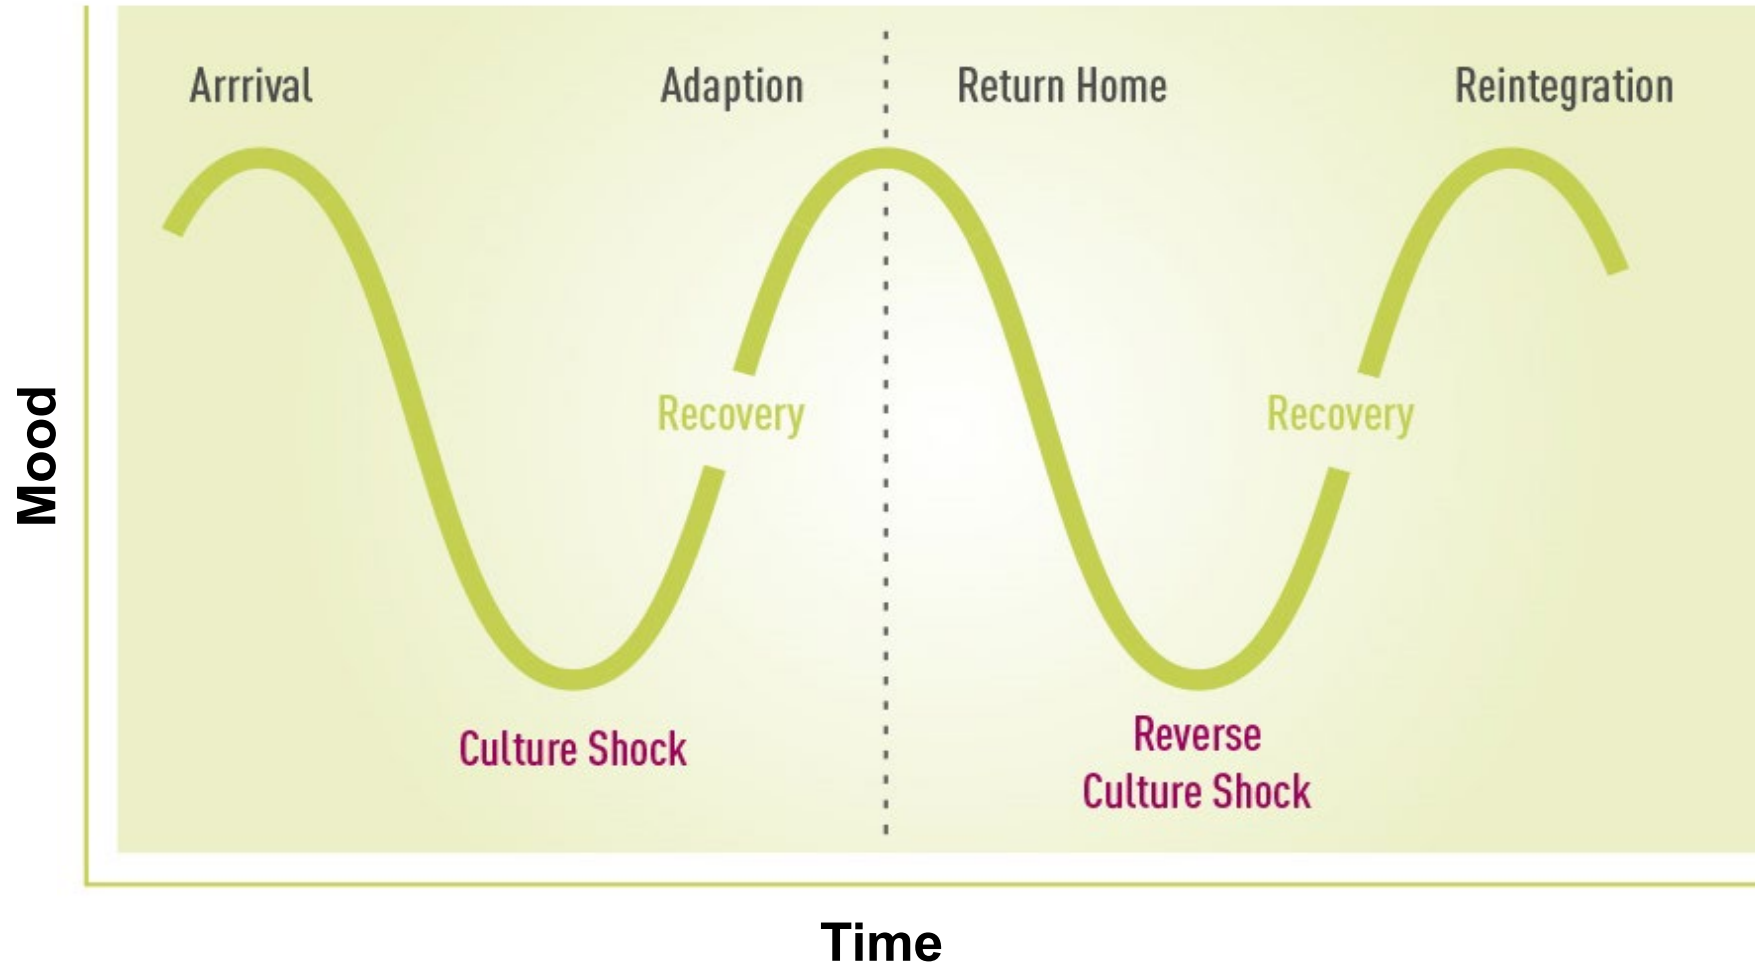 Arrrival
Adaption
Return Home
Reintegration
Mood
Recovery
Recovery
Culture Shock
Reverse
Culture Shock
Time